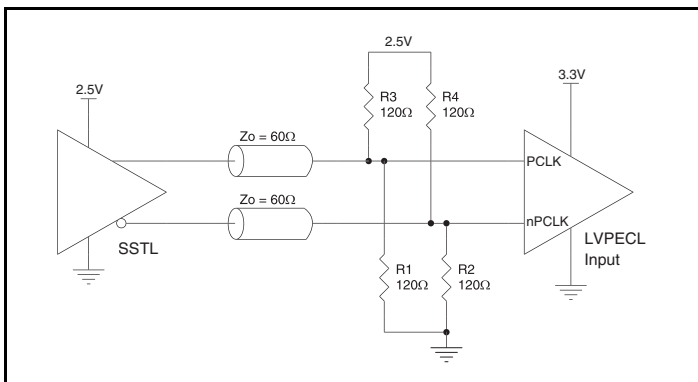 2.5V
3.3V
2.5V
R3
120Ω
R4
120Ω
Zo = 60Ω
PCLK
Zo = 60Ω
nPCLK
SSTL
LVPECL
Input
R1
120Ω
R2
120Ω